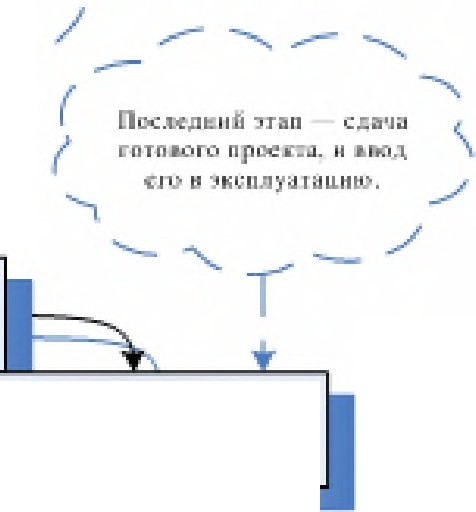 Последний этап — сдача
готового проекта, и ввод
его в эксплуатацию.